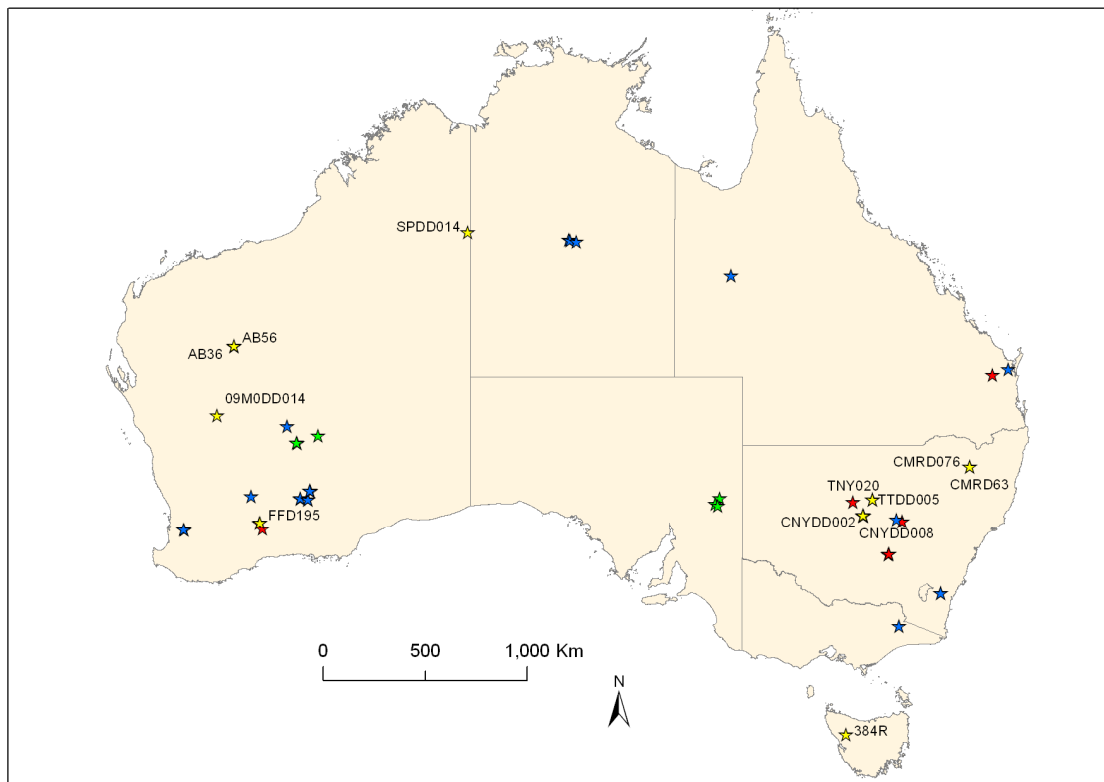 SPDD014
AB56
AB36
09M0DD014
CMRD076
TNY020
CMRD63
TTDD005
CNYDD002
FFD195
CNYDD008
0 500 1,000 Km
N
384R